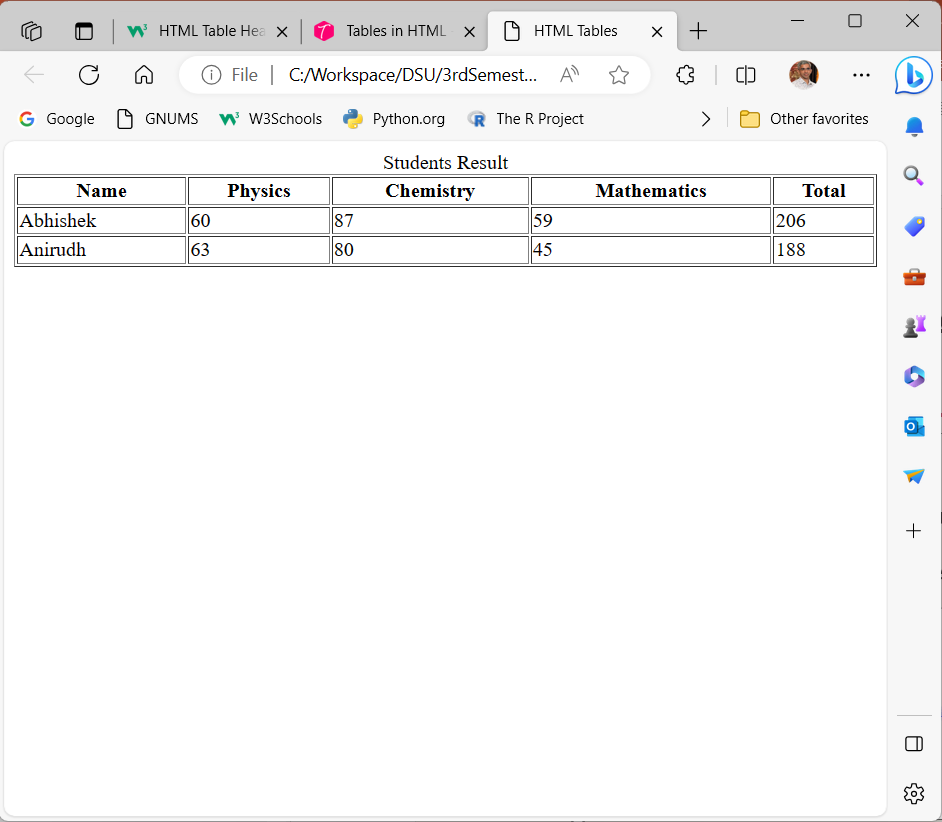 HTML Table Hea
Tables in HTML
HTML Tables
File C:/Workspace/DSU/3rdSemest...
Google GNUMS W3Schools Python.org The R Project Other favorites
Students Result
Name Physics Chemistry Mathematics Total
Abhishek 60 87 59 206
Anirudh 63 80 45 188